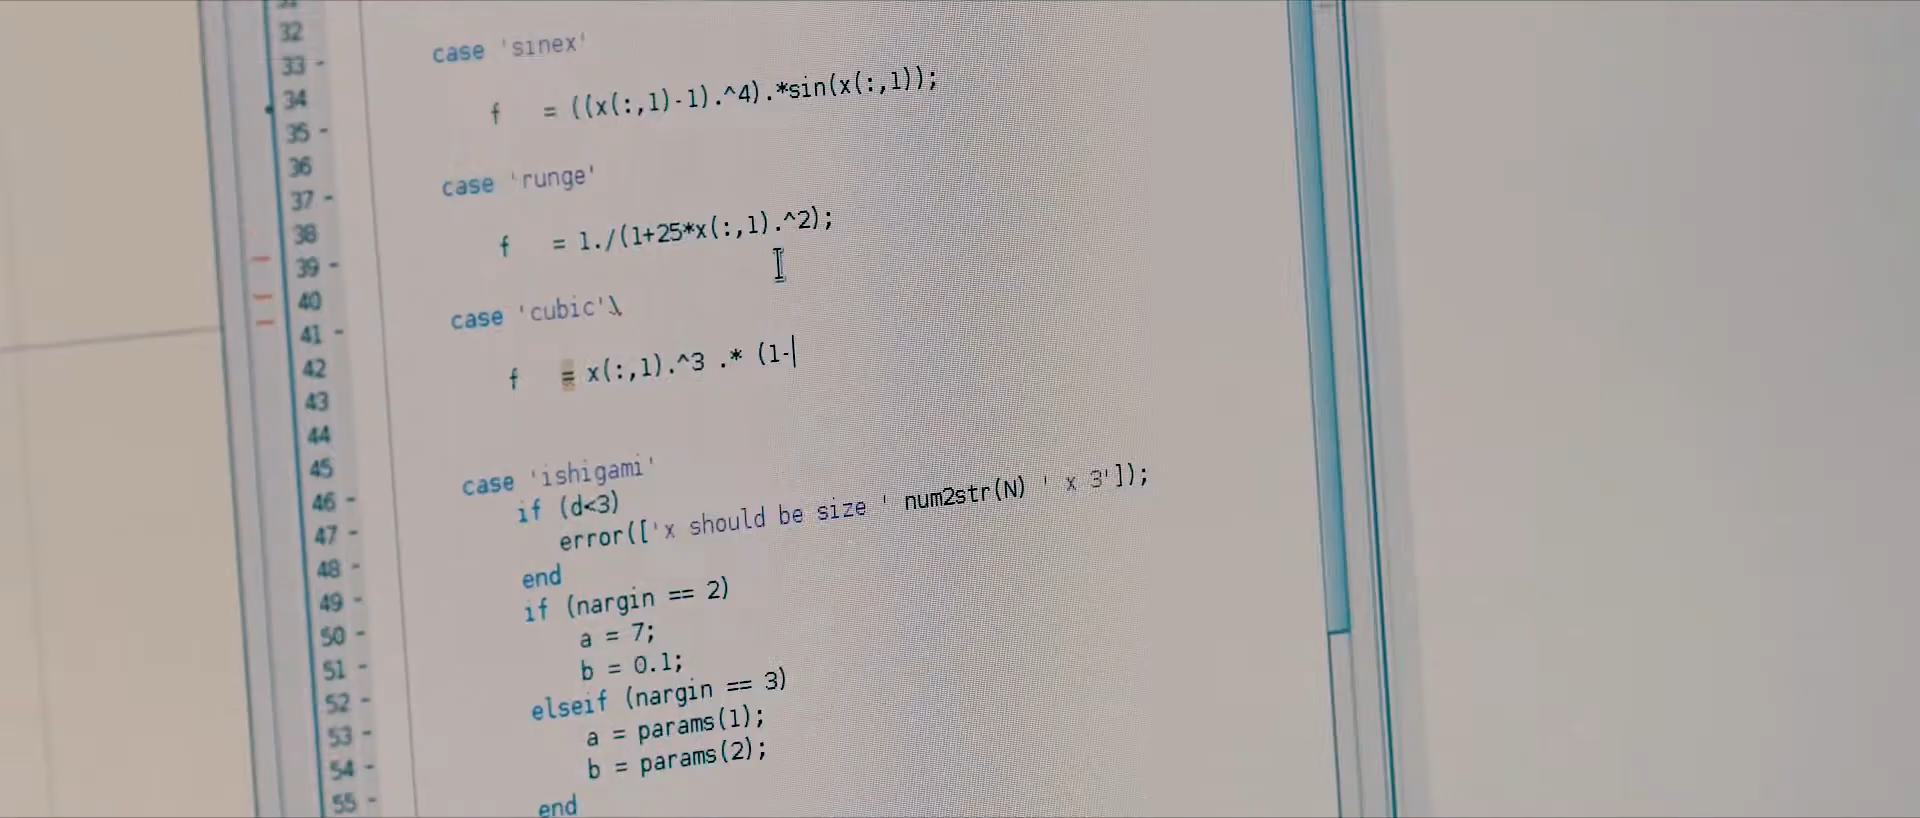 32
33 -
34
35 -
36
37 -
38
39 -
40
41 -
42
43
44
45
46 -
47 -
48 -
49 -
50 -
51 -
52 -
53 -
54 -
55 -
case 'sinex'
f = ((x(:,1)-1).^4).*sin(x(:,1));
case 'runge'
f = 1./(1+25*x(:,1).^2);
case 'cubic'\
f = x(:,1).^3 .* (1-
case 'ishigami'
if (d<3)
error(['x should be size ' num2str(N) ' x 3']);
end
if (nargin == 2)
a = 7;
b = 0.1;
elseif (nargin == 3)
a = params(1);
b = params(2);
end